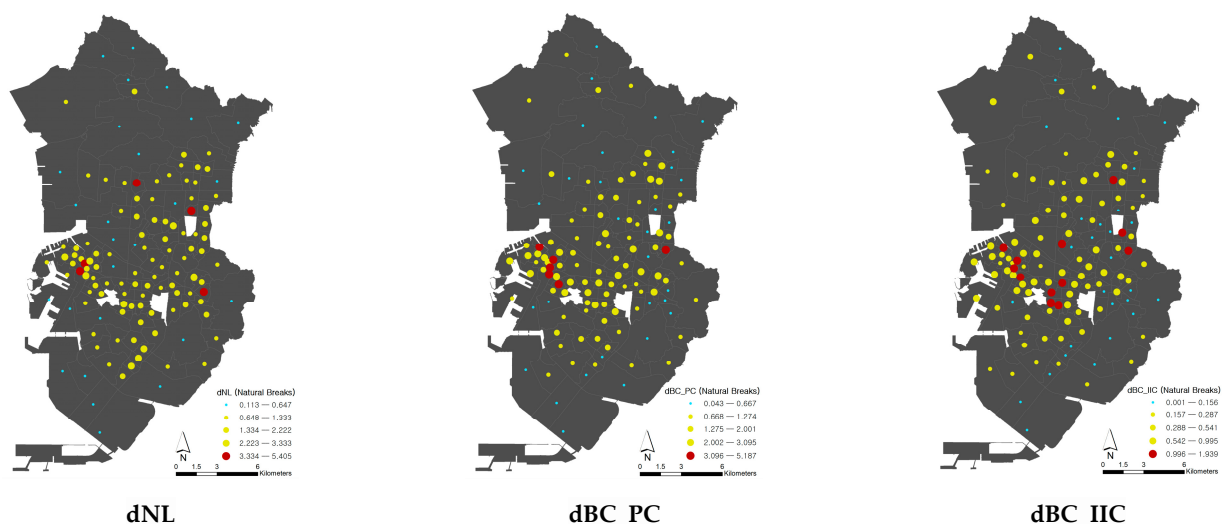 dNL (Natural Breaks)
0.113 — 0.647
0.648 — 1.333
1.334 — 2.222
2.223 — 3.333
3.334 — 5.405
N
0 1.5 3 6
Kilometers
dNL
dBC_PC (Natural Breaks)
0.043 — 0.667
0.668 — 1.274
1.275 — 2.001
2.002 — 3.095
3.096 — 5.187
N
0 1.5 3 6
Kilometers
dBC_PC
dBC_IIC (Natural Breaks)
0.001 — 0.156
0.157 — 0.287
0.288 — 0.541
0.542 — 0.995
0.996 — 1.939
N
0 1.5 3 6
Kilometers
dBC_IIC